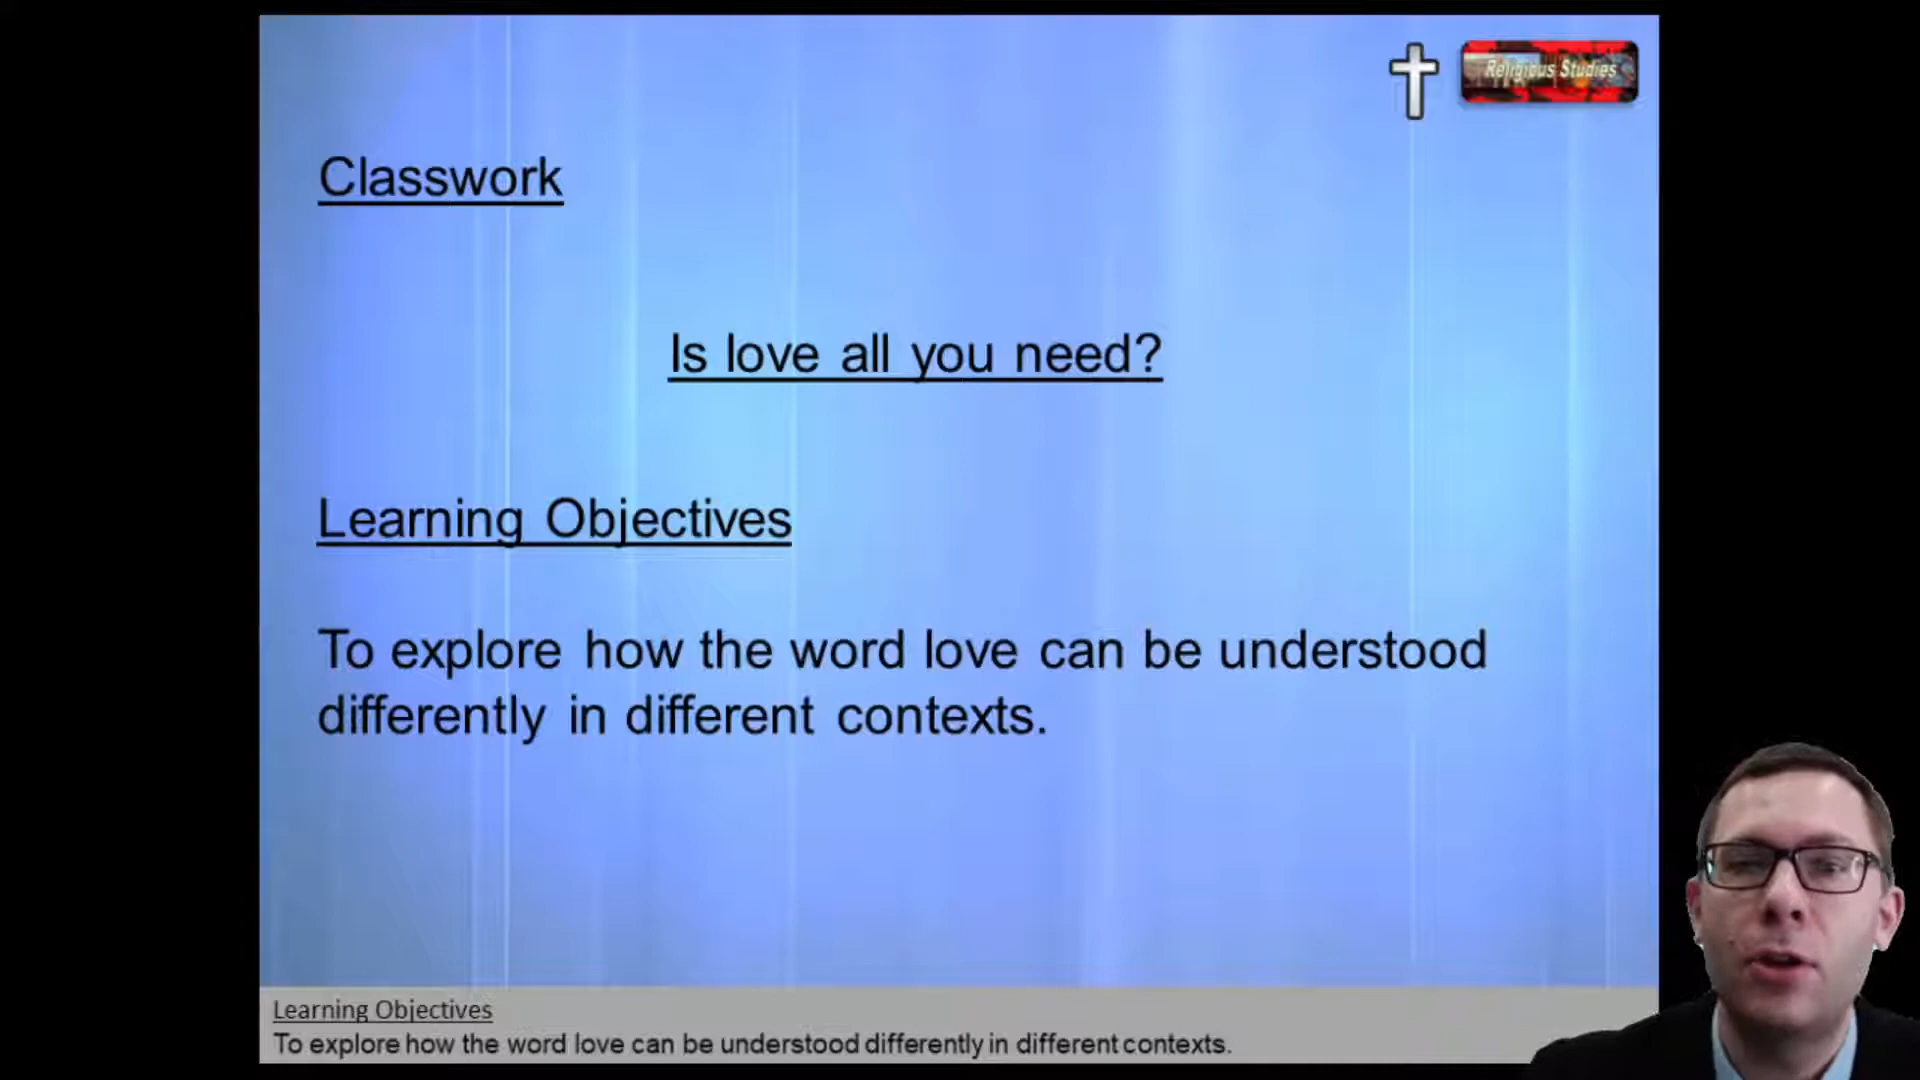 Religious Studies
Classwork
Is love all you need?
Learning Objectives
To explore how the word love can be understood
differently in different contexts.
Learning Objectives
To explore how the word love can be understood differently in different contexts.